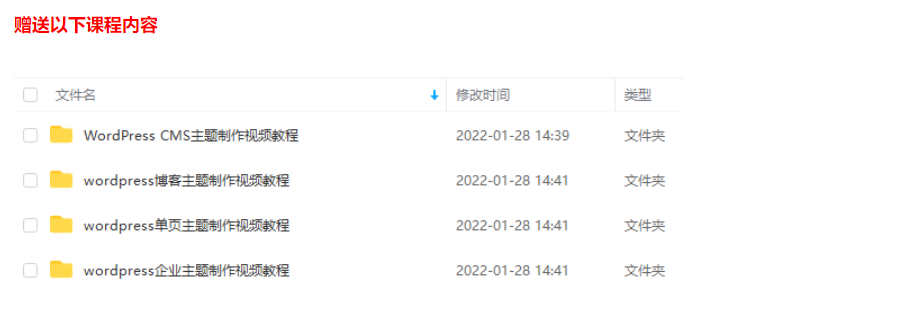 赠送以下课程内容
文件名 修改时间 类型
WordPress CMS主题制作视频教程 2022-01-28 14:39 文件夹
wordpress博客主题制作视频教程 2022-01-28 14:41 文件夹
wordpress单页主题制作视频教程 2022-01-28 14:41 文件夹
wordpress企业主题制作视频教程 2022-01-28 14:41 文件夹